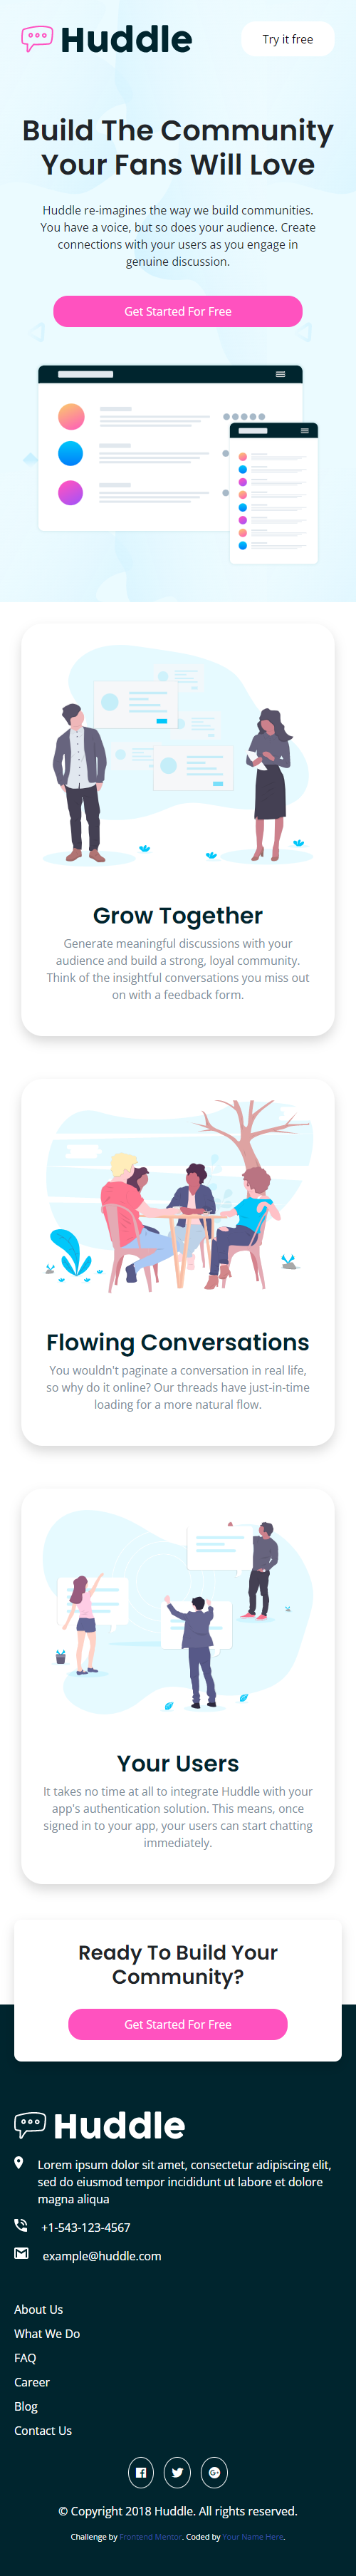 Huddle
Try it free
Build The Community
Your Fans Will Love
Huddle re-imagines the way we build communities.
You have a voice, but so does your audience. Create
connections with your users as you engage in
genuine discussion.
Get Started For Free
Grow Together
Generate meaningful discussions with your
audience and build a strong, loyal community.
Think of the insightful conversations you miss out
on with a feedback form.
Flowing Conversations
You wouldn't paginate a conversation in real life,
so why do it online? Our threads have just-in-time
loading for a more natural flow.
Your Users
It takes no time at all to integrate Huddle with your
app's authentication solution. This means, once
signed in to your app, your users can start chatting
immediately.
Ready To Build Your
Community?
Get Started For Free
Huddle
Lorem ipsum dolor sit amet, consectetur adipiscing elit,
sed do eiusmod tempor incididunt ut labore et dolore
magna aliqua
+1-543-123-4567
example@huddle.com
About Us
What We Do
FAQ
Career
Blog
Contact Us
© Copyright 2018 Huddle. All rights reserved.
Challenge by Frontend Mentor. Coded by Your Name Here.